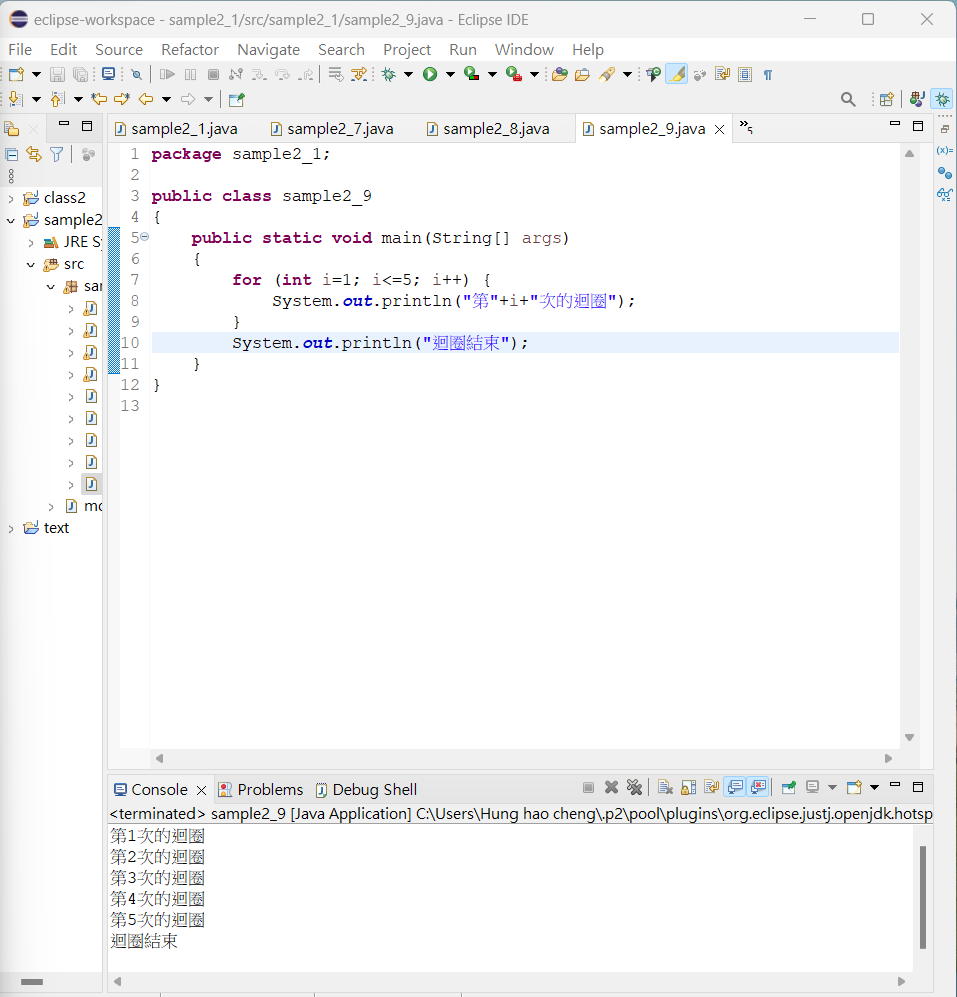 eclipse-workspace - sample2_1/src/sample2_1/sample2_9.java - Eclipse IDE
File Edit Source Refactor Navigate Search Project Run Window Help
sample2_1.java sample2_7.java sample2_8.java sample2_9.java »5
class2
sample2
JRE Sy
src
sar
mo
text
1 package sample2_1;
2
3 public class sample2_9
4 {
5 public static void main(String[] args)
6 {
7 for (int i=1; i<=5; i++) {
8 System.out.println("第"+i+"次的迴圈");
9 }
10 System.out.println("迴圈結束");
11 }
12 }
13
Console Problems Debug Shell
<terminated> sample2_9 [Java Application] C:\Users\Hung hao cheng\.p2\pool\plugins\org.eclipse.justj.openjdk.hotsp
第1次的迴圈
第2次的迴圈
第3次的迴圈
第4次的迴圈
第5次的迴圈
迴圈結束